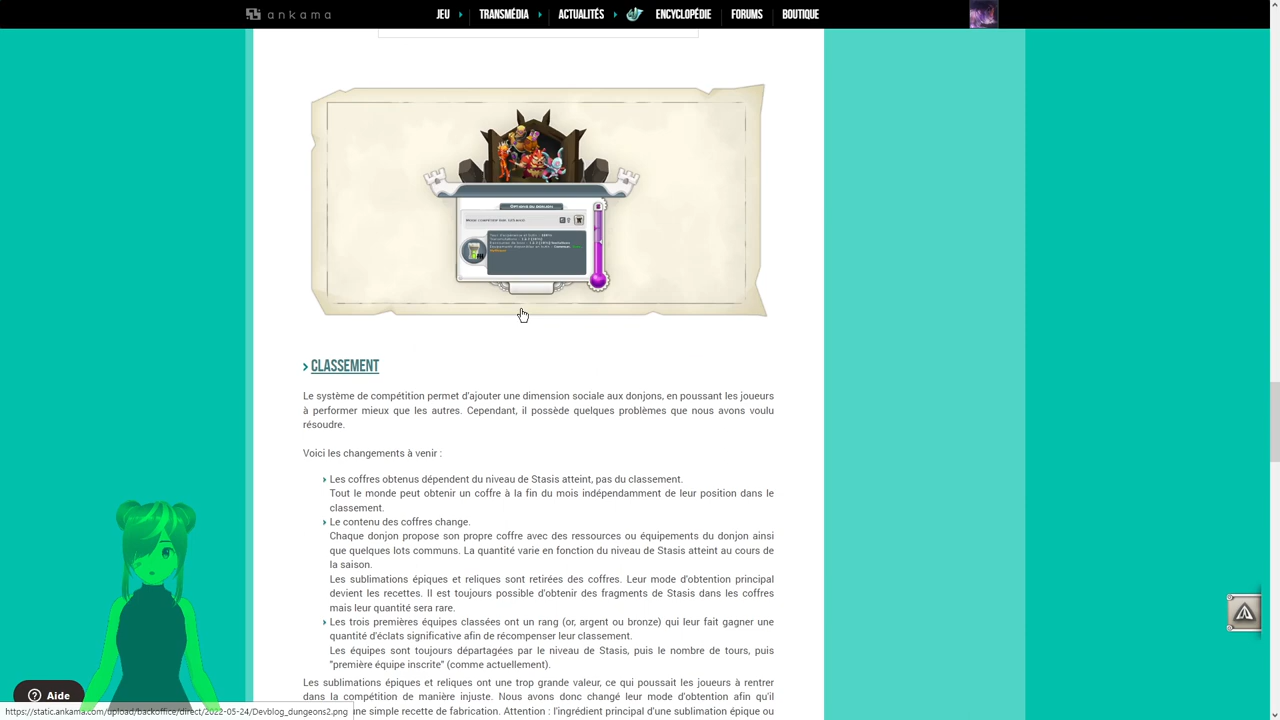 ankama
JEU
TRANSMÉDIA
ACTUALITÉS
ENCYCLOPÉDIE
FORUMS
BOUTIQUE
CLASSEMENT
Le système de compétition permet d'ajouter une dimension sociale aux donjons, en poussant les joueurs
à performer mieux que les autres. Cependant, il possède quelques problèmes que nous avons voulu
résoudre.
Voici les changements à venir :
Les coffres obtenus dépendent du niveau de Stasis atteint, pas du classement.
Tout le monde peut obtenir un coffre à la fin du mois indépendamment de leur position dans le
classement.
Le contenu des coffres change.
Chaque donjon propose son propre coffre avec des ressources ou équipements du donjon ainsi
que quelques lots communs. La quantité varie en fonction du niveau de Stasis atteint au cours de
la saison.
Les sublimations épiques et reliques sont retirées des coffres. Leur mode d'obtention principal
devient les recettes. Il est toujours possible d'obtenir des fragments de Stasis dans les coffres
mais leur quantité sera rare.
Les trois premières équipes classées ont un rang (or, argent ou bronze) qui leur fait gagner une
quantité d'éclats significative afin de récompenser leur classement.
Les équipes sont toujours départagées par le niveau de Stasis, puis le nombre de tours, puis
"première équipe inscrite" (comme actuellement).
Les sublimations épiques et reliques ont une trop grande valeur, ce qui poussait les joueurs à rentrer
dans la compétition de manière injuste. Nous avons donc changé leur mode d'obtention afin qu'il
une simple recette de fabrication. Attention : l'ingrédient principal d'une sublimation épique ou
Aide
https://static.ankama.com/upload/backoffice/direct/2022-05-24/Devblog_dungeons2.png